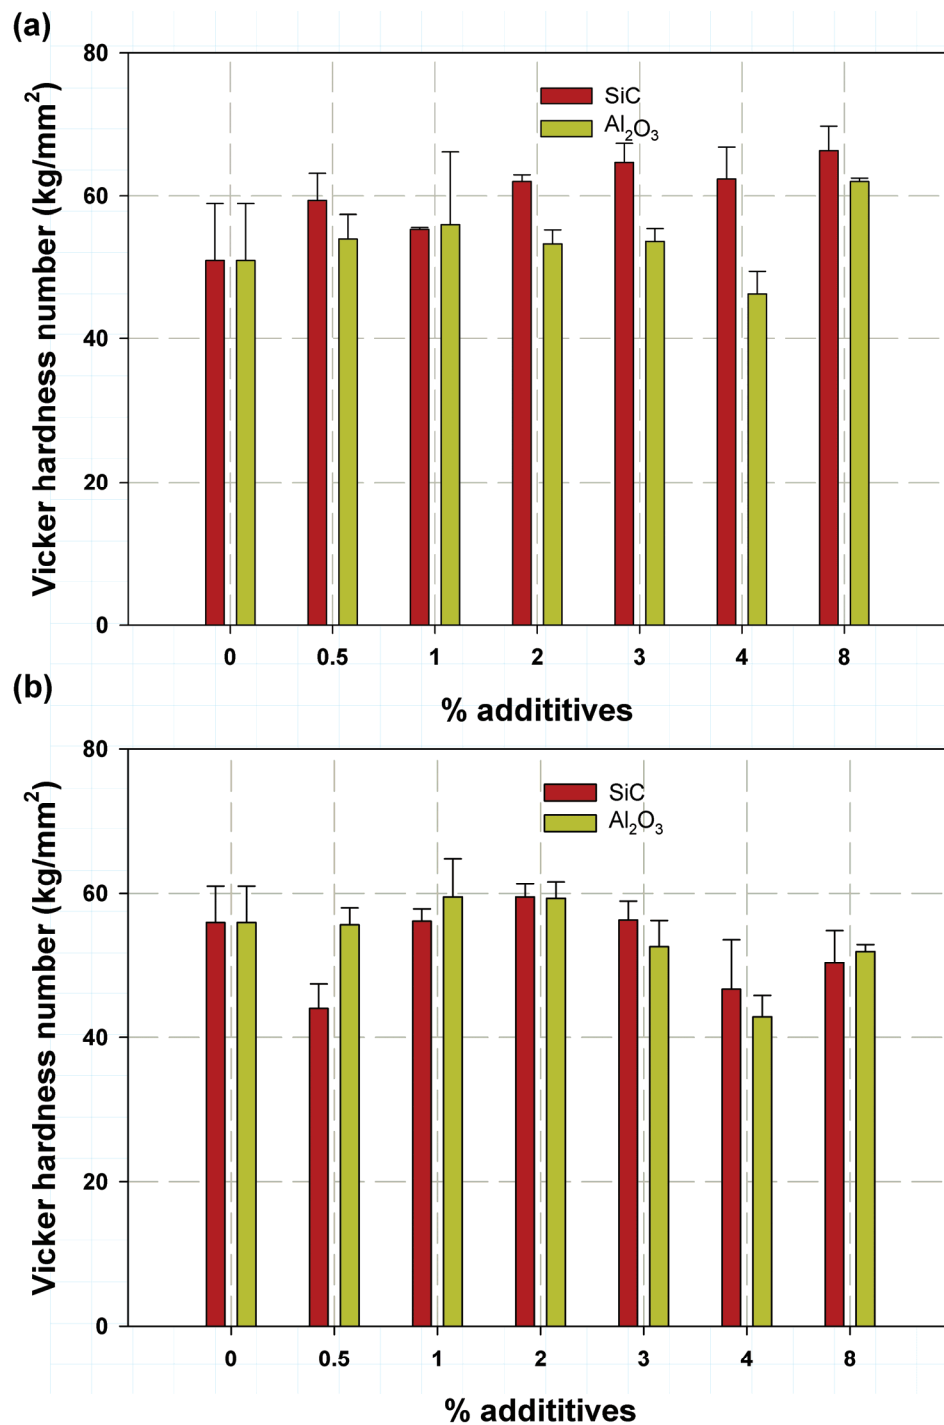 (a)
Vicker hardness number (kg/mm²)
80
60
40
20
0
SiC
Al₂O₃
0 0.5 1 2 3 4 8
% addititives
(b)
Vicker hardness number (kg/mm²)
80
60
40
20
0
SiC
Al₂O₃
0 0.5 1 2 3 4 8
% addititives